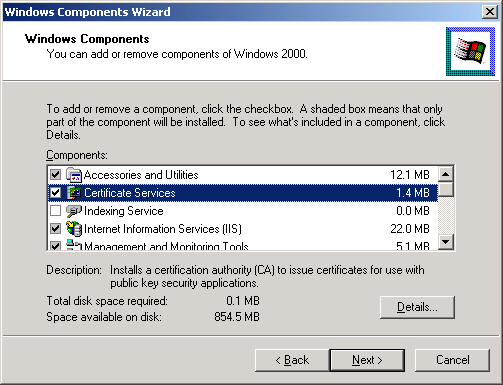 Windows Components Wizard
Windows Components
You can add or remove components of Windows 2000.
To add or remove a component, click the checkbox. A shaded box means that only
part of the component will be installed. To see what's included in a component, click
Details.
Components:
Accessories and Utilities 12.1 MB
Certificate Services 1.4 MB
Indexing Service 0.0 MB
Internet Information Services (IIS) 22.0 MB
Management and Monitoring Tools 5.1 MB
Description: Installs a certification authority (CA) to issue certificates for use with
public key security applications.
Total disk space required: 0.1 MB
Space available on disk: 854.5 MB
Details...
< Back Next > Cancel